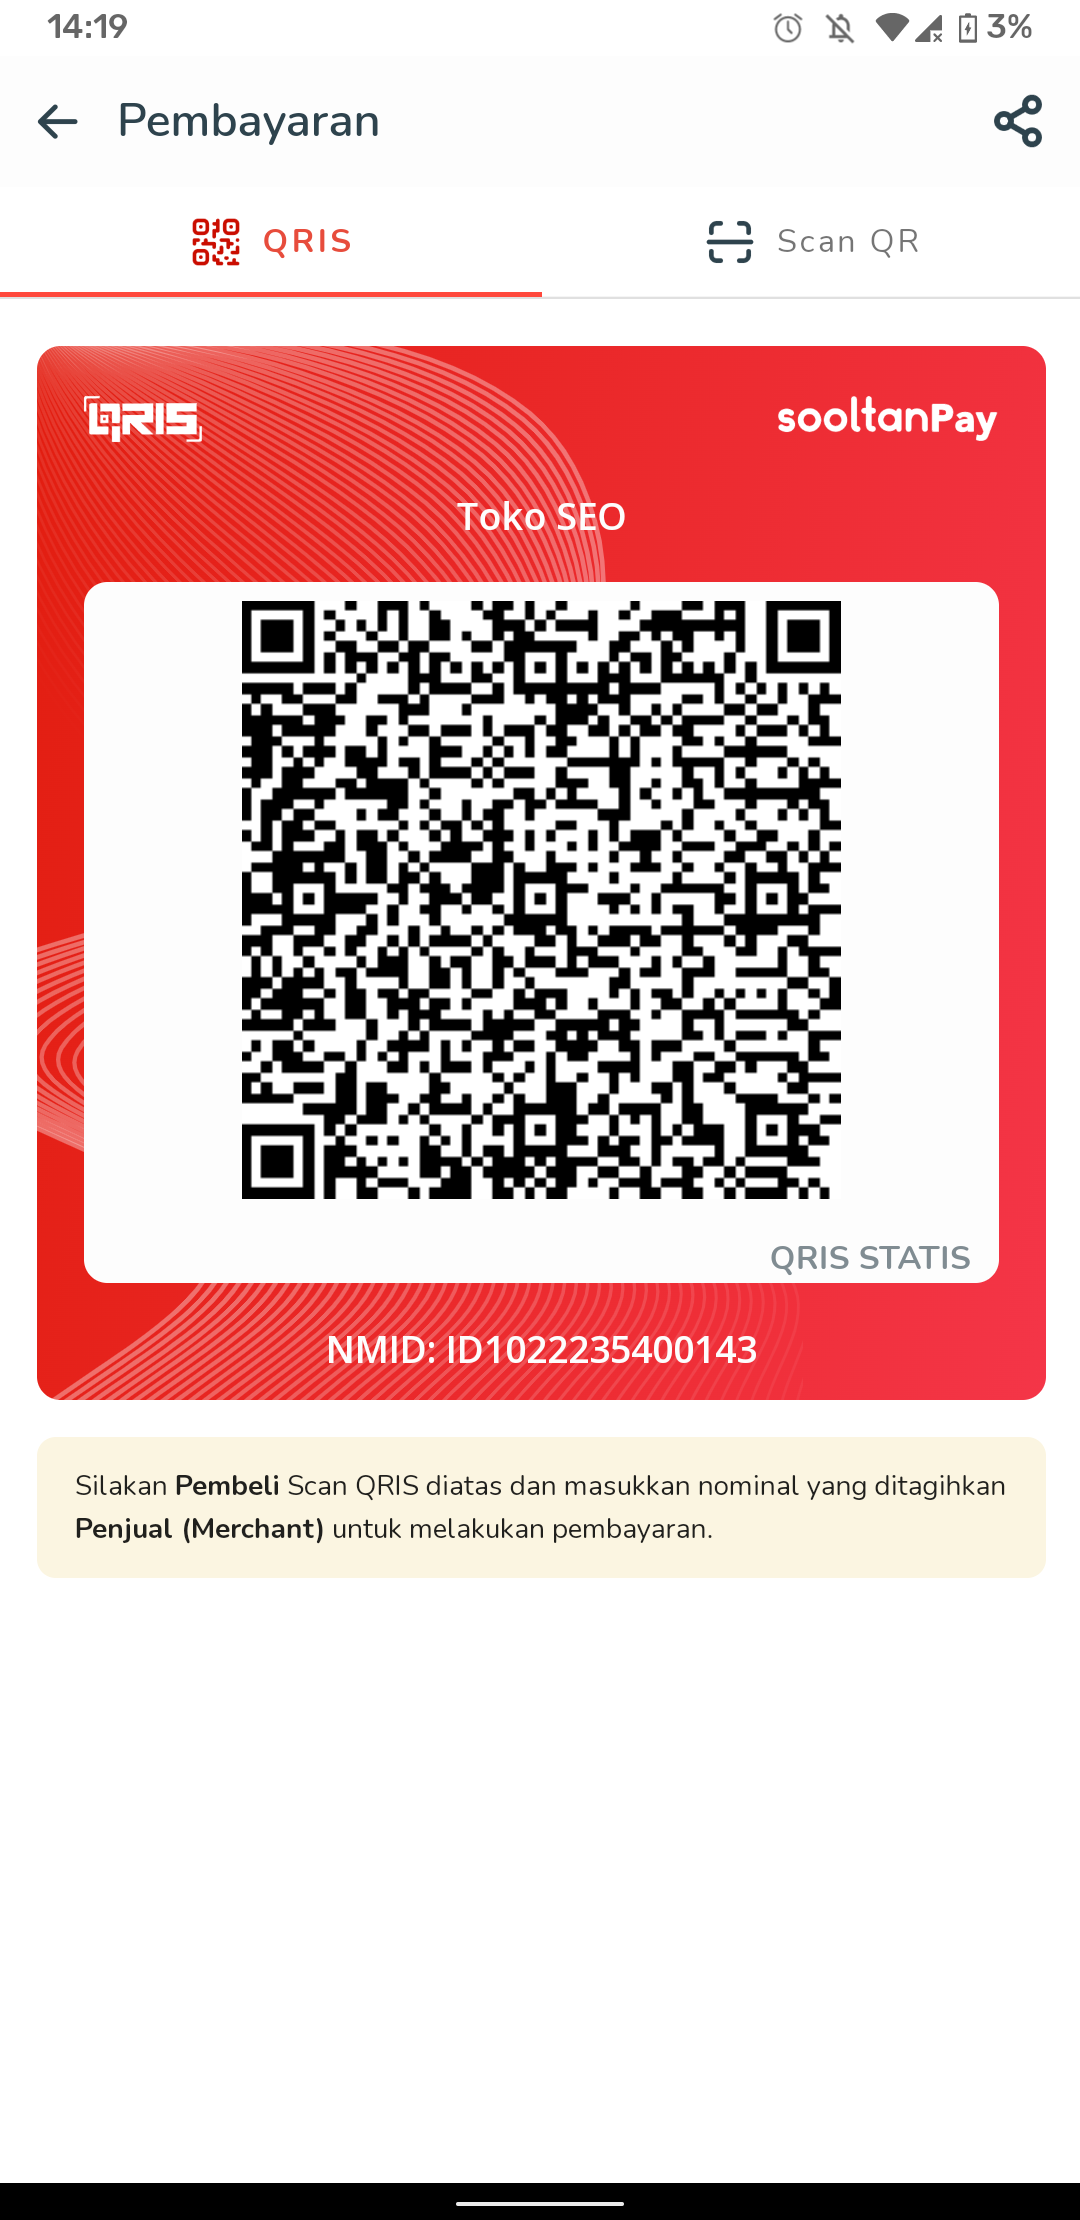 14:19
3%
Pembayaran
QRIS
Scan QR
QRIS
sooltanPay
Toko SEO
QRIS STATIS
NMID: ID1022235400143
Silakan Pembeli Scan QRIS diatas dan masukkan nominal yang ditagihkan
Penjual (Merchant) untuk melakukan pembayaran.